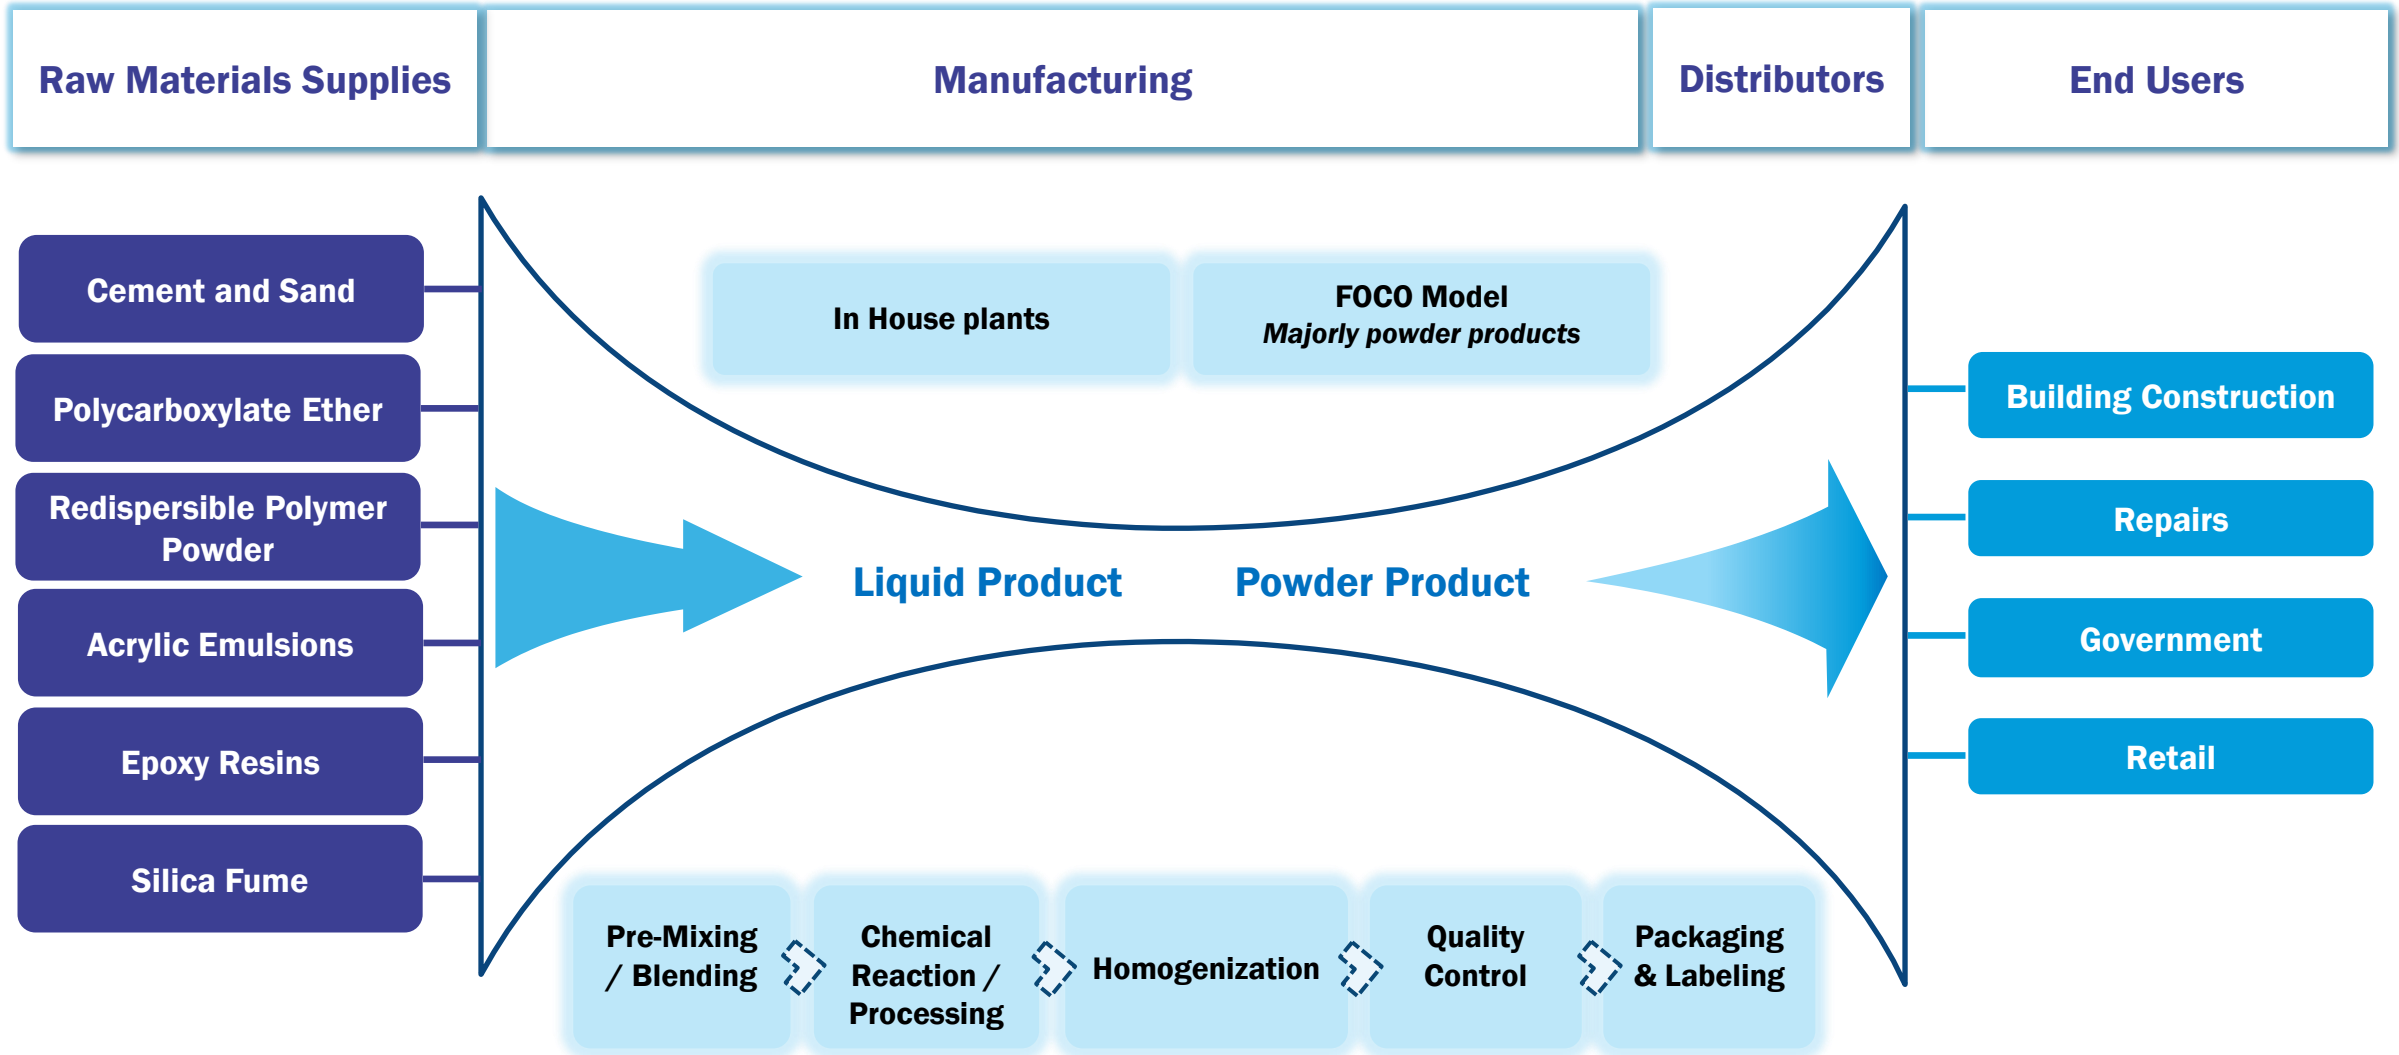 Raw Materials Supplies
Manufacturing
Distributors
End Users
Cement and Sand
Polycarboxylate Ether
Redispersible Polymer
Powder
Acrylic Emulsions
Epoxy Resins
Silica Fume
In House plants
FOCO Model
Majorly powder products
Liquid Product
Powder Product
Pre-Mixing
/ Blending
Chemical
Reaction /
Processing
Homogenization
Quality
Control
Packaging
& Labeling
Building Construction
Repairs
Government
Retail